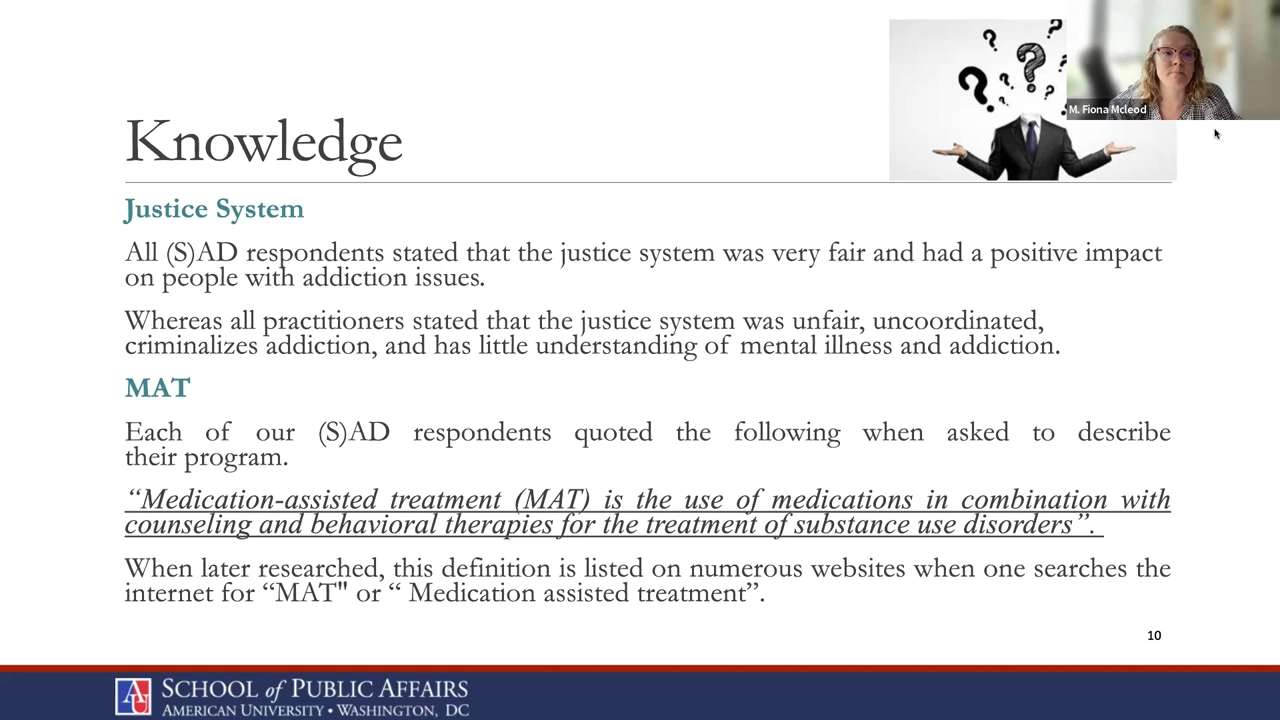 M. Fiona Mcleod
Knowledge
Justice System
All (S)AD respondents stated that the justice system was very fair and had a positive impact
on people with addiction issues.
Whereas all practitioners stated that the justice system was unfair, uncoordinated,
criminalizes addiction, and has little understanding of mental illness and addiction.
MAT
Each of our (S)AD respondents quoted the following when asked to describe
their program.
“Medication-assisted treatment (MAT) is the use of medications in combination with
counseling and behavioral therapies for the treatment of substance use disorders”.
When later researched, this definition is listed on numerous websites when one searches the
internet for “MAT" or “ Medication assisted treatment”.
10
AU
SCHOOL of PUBLIC AFFAIRS
AMERICAN UNIVERSITY • WASHINGTON, DC